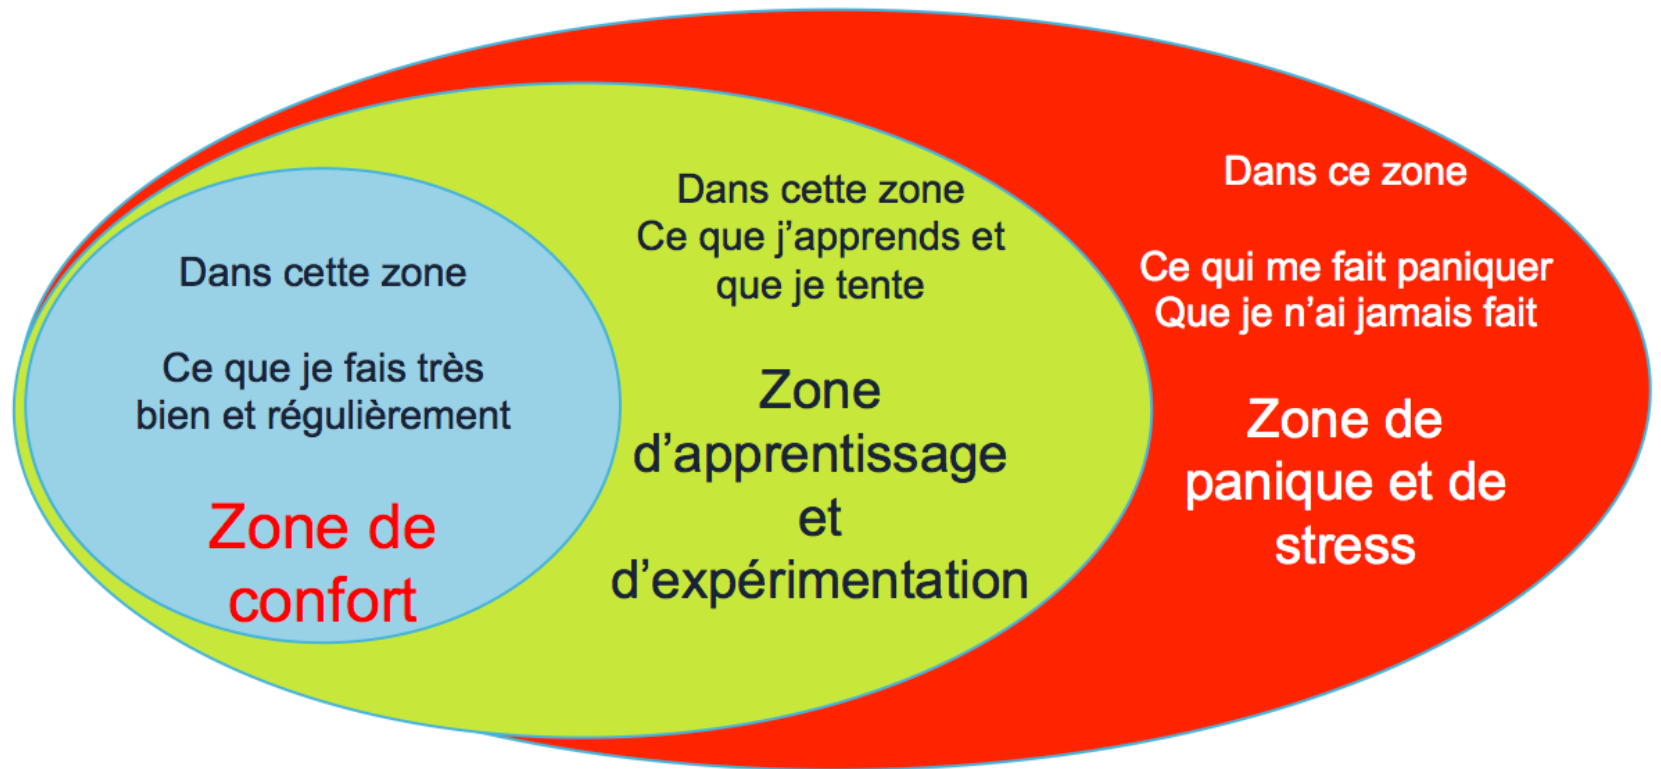 Dans cette zone
Ce que je fais très
bien et régulièrement
Zone de
confort
Dans cette zone
Ce que j’apprends et
que je tente
Zone
d’apprentissage
et
d’expérimentation
Dans ce zone
Ce qui me fait paniquer
Que je n’ai jamais fait
Zone de
panique et de
stress